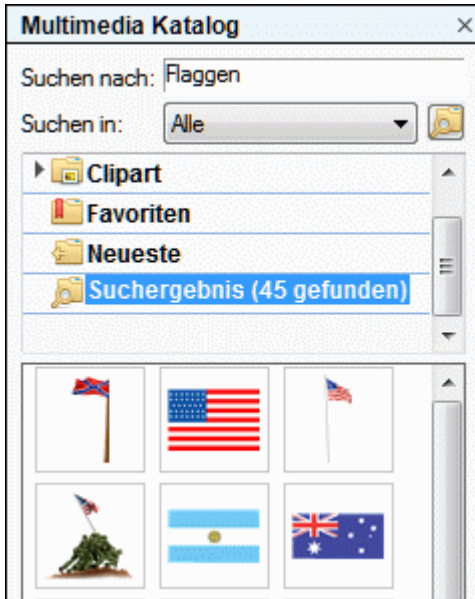 Multimedia Katalog
Suchen nach: Flaggen
Suchen in: Alle
Clipart
Favoriten
Neueste
Suchergebnis (45 gefunden)